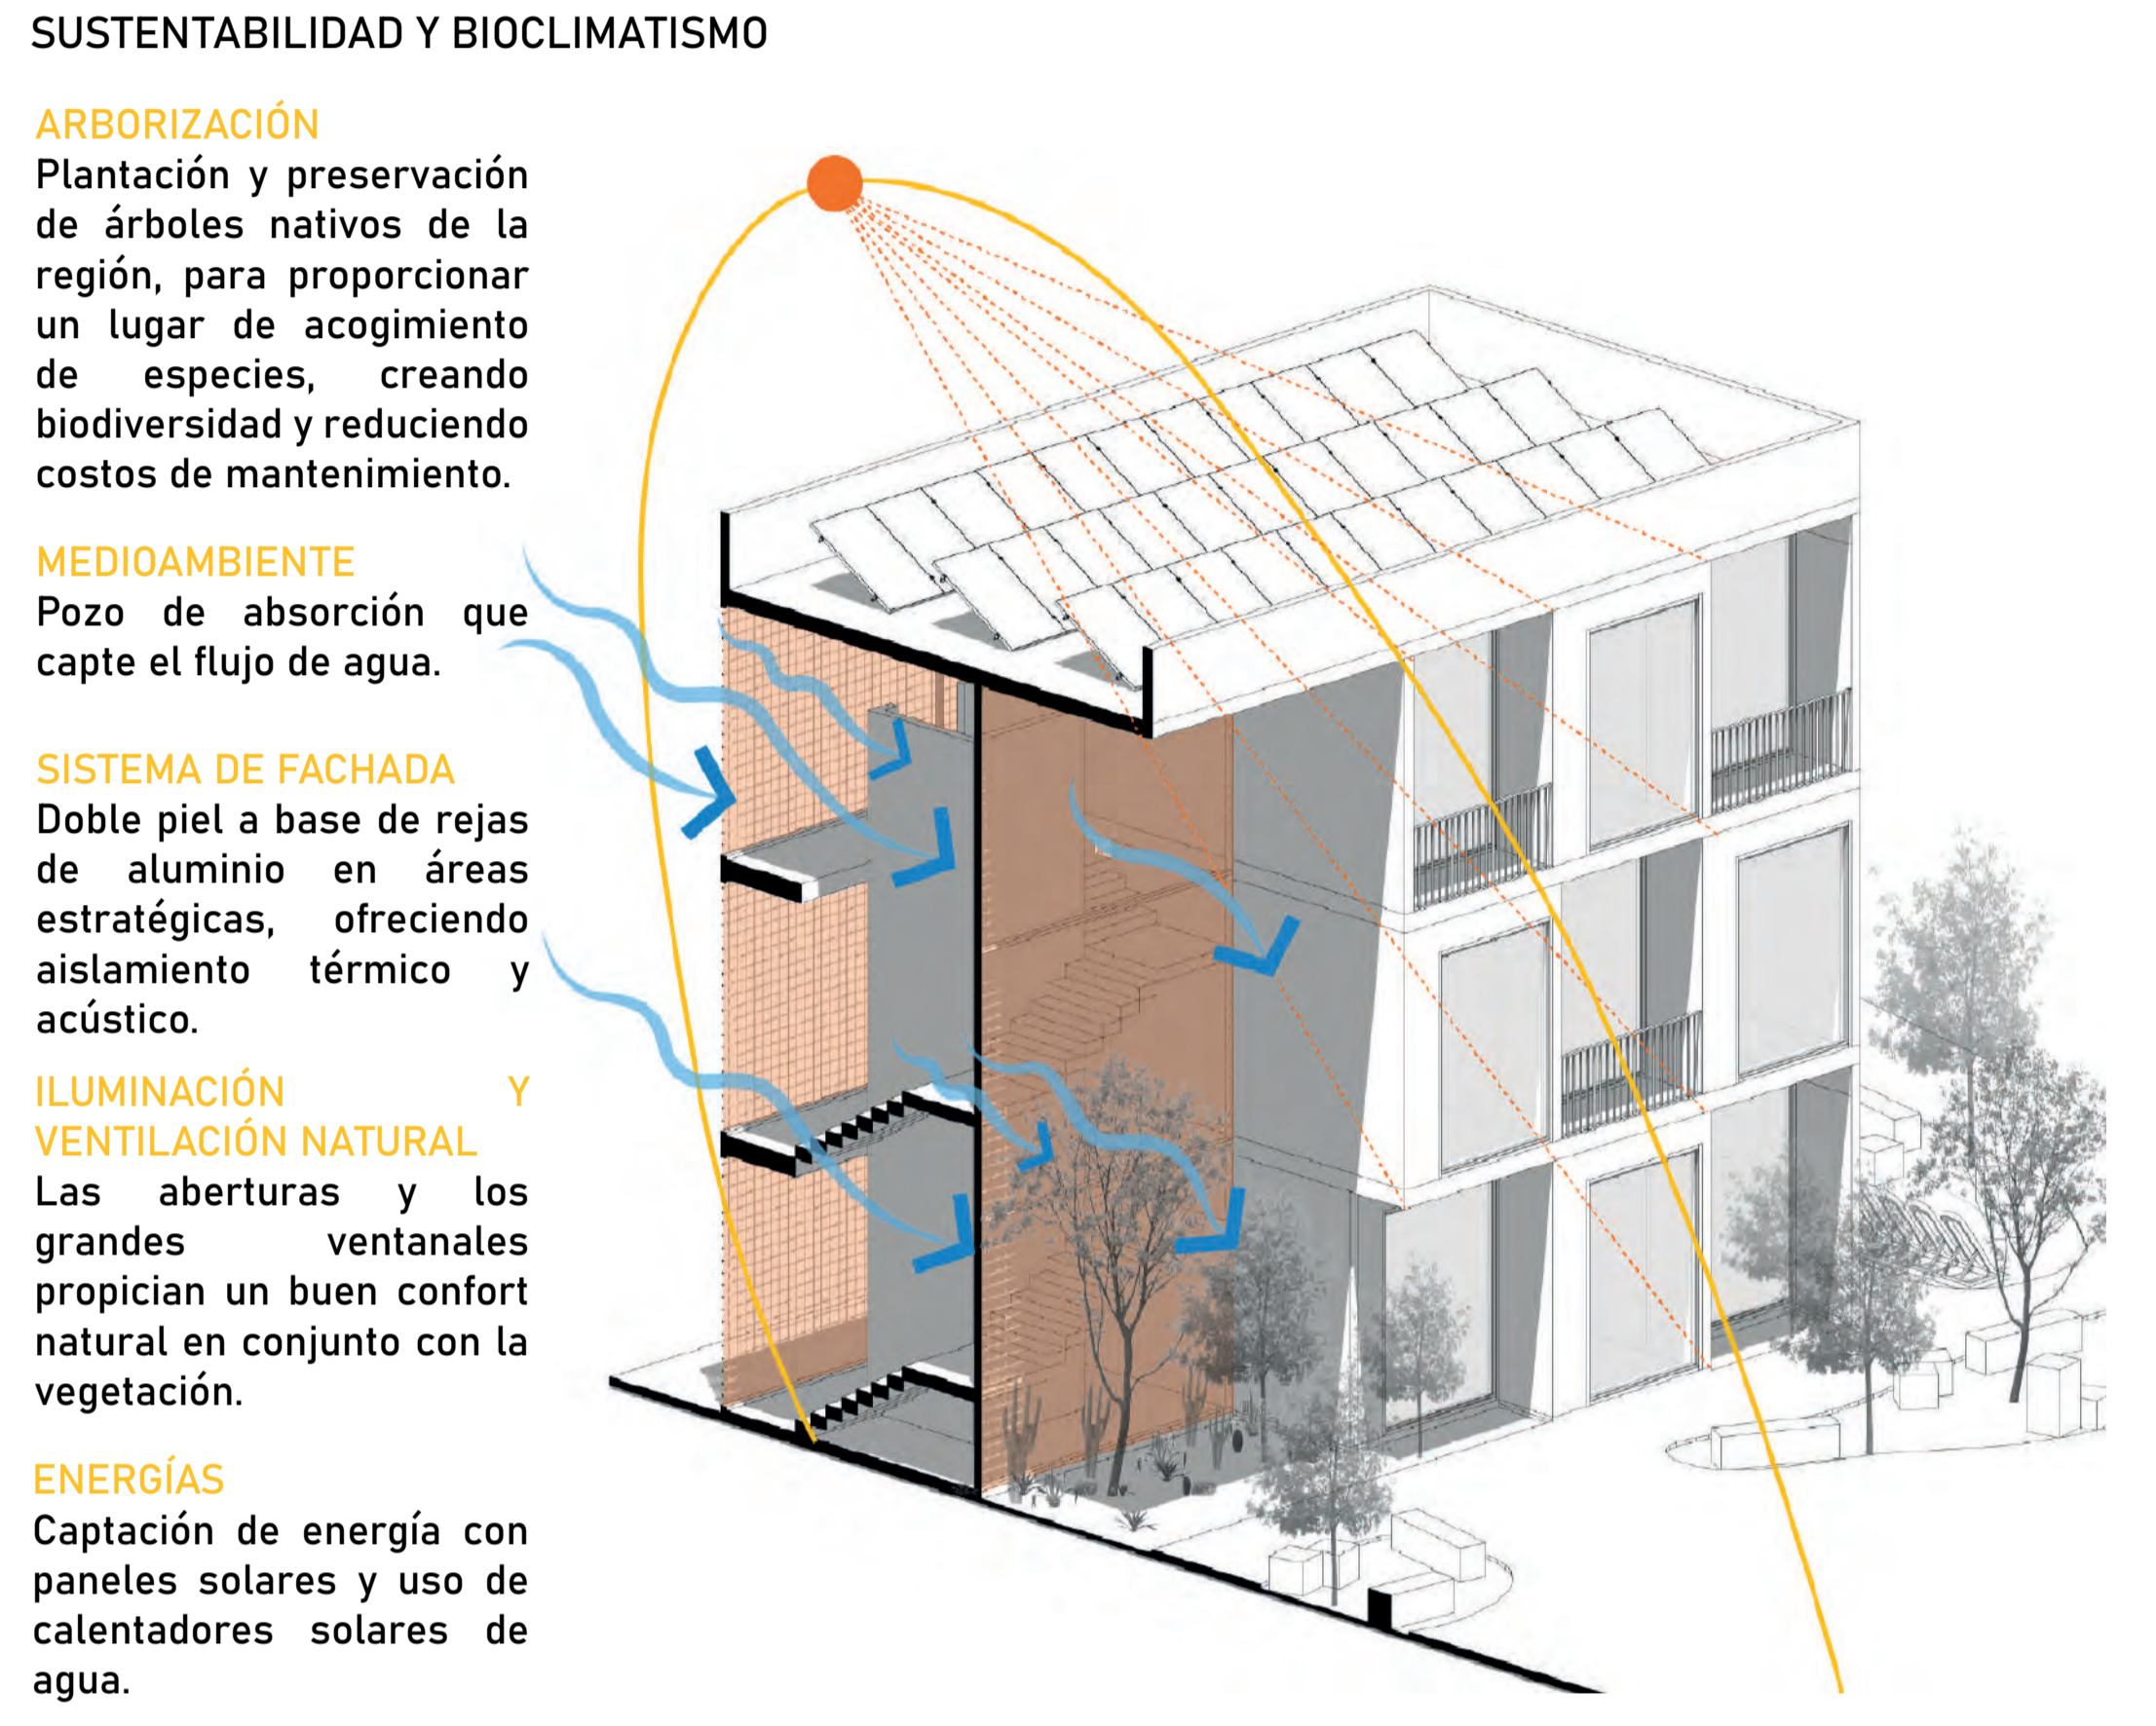 SUSTENTABILIDAD Y BIOCLIMATISMO
ARBORIZACIÓN
Plantación y preservación
de árboles nativos de la
región, para proporcionar
un lugar de acogimiento
de especies, creando
biodiversidad y reduciendo
costos de mantenimiento.
MEDIOAMBIENTE
Pozo de absorción que
capte el flujo de agua.
SISTEMA DE FACHADA
Doble piel a base de rejas
de aluminio en áreas
estratégicas, ofreciendo
aislamiento térmico y
acústico.
ILUMINACIÓN Y
VENTILACIÓN NATURAL
Las aberturas y los
grandes ventanales
propician un buen confort
natural en conjunto con la
vegetación.
ENERGÍAS
Captación de energía con
paneles solares y uso de
calentadores solares de
agua.